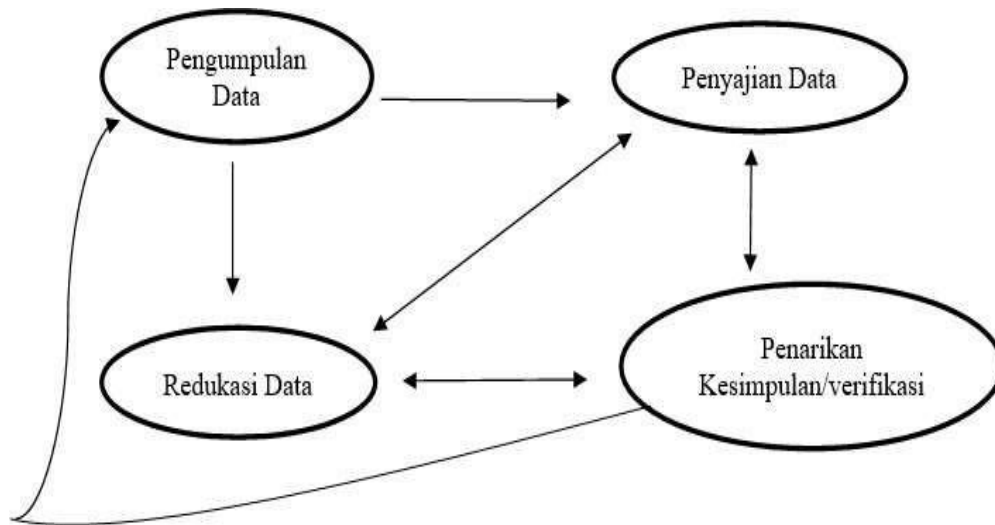 Pengumpulan
Data
Penyajian Data
Redukasi Data
Penarikan
Kesimpulan/verifikasi